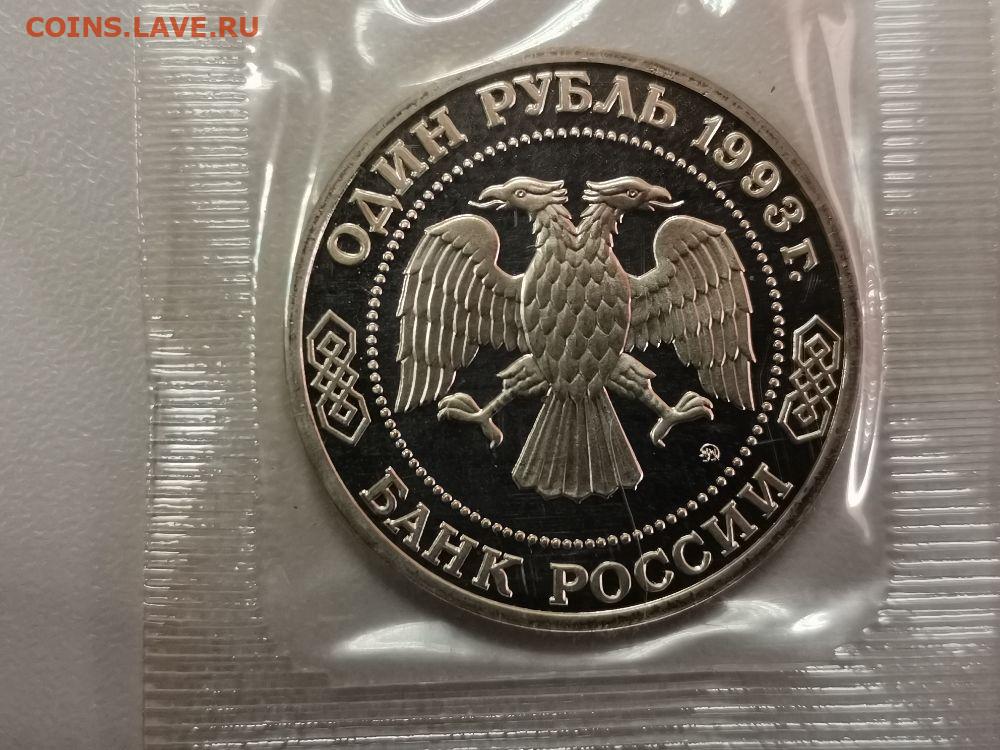 COINS.LAVE.RU
ОДИН РУБЛЬ 1993 г.
БАНК РОССИИ